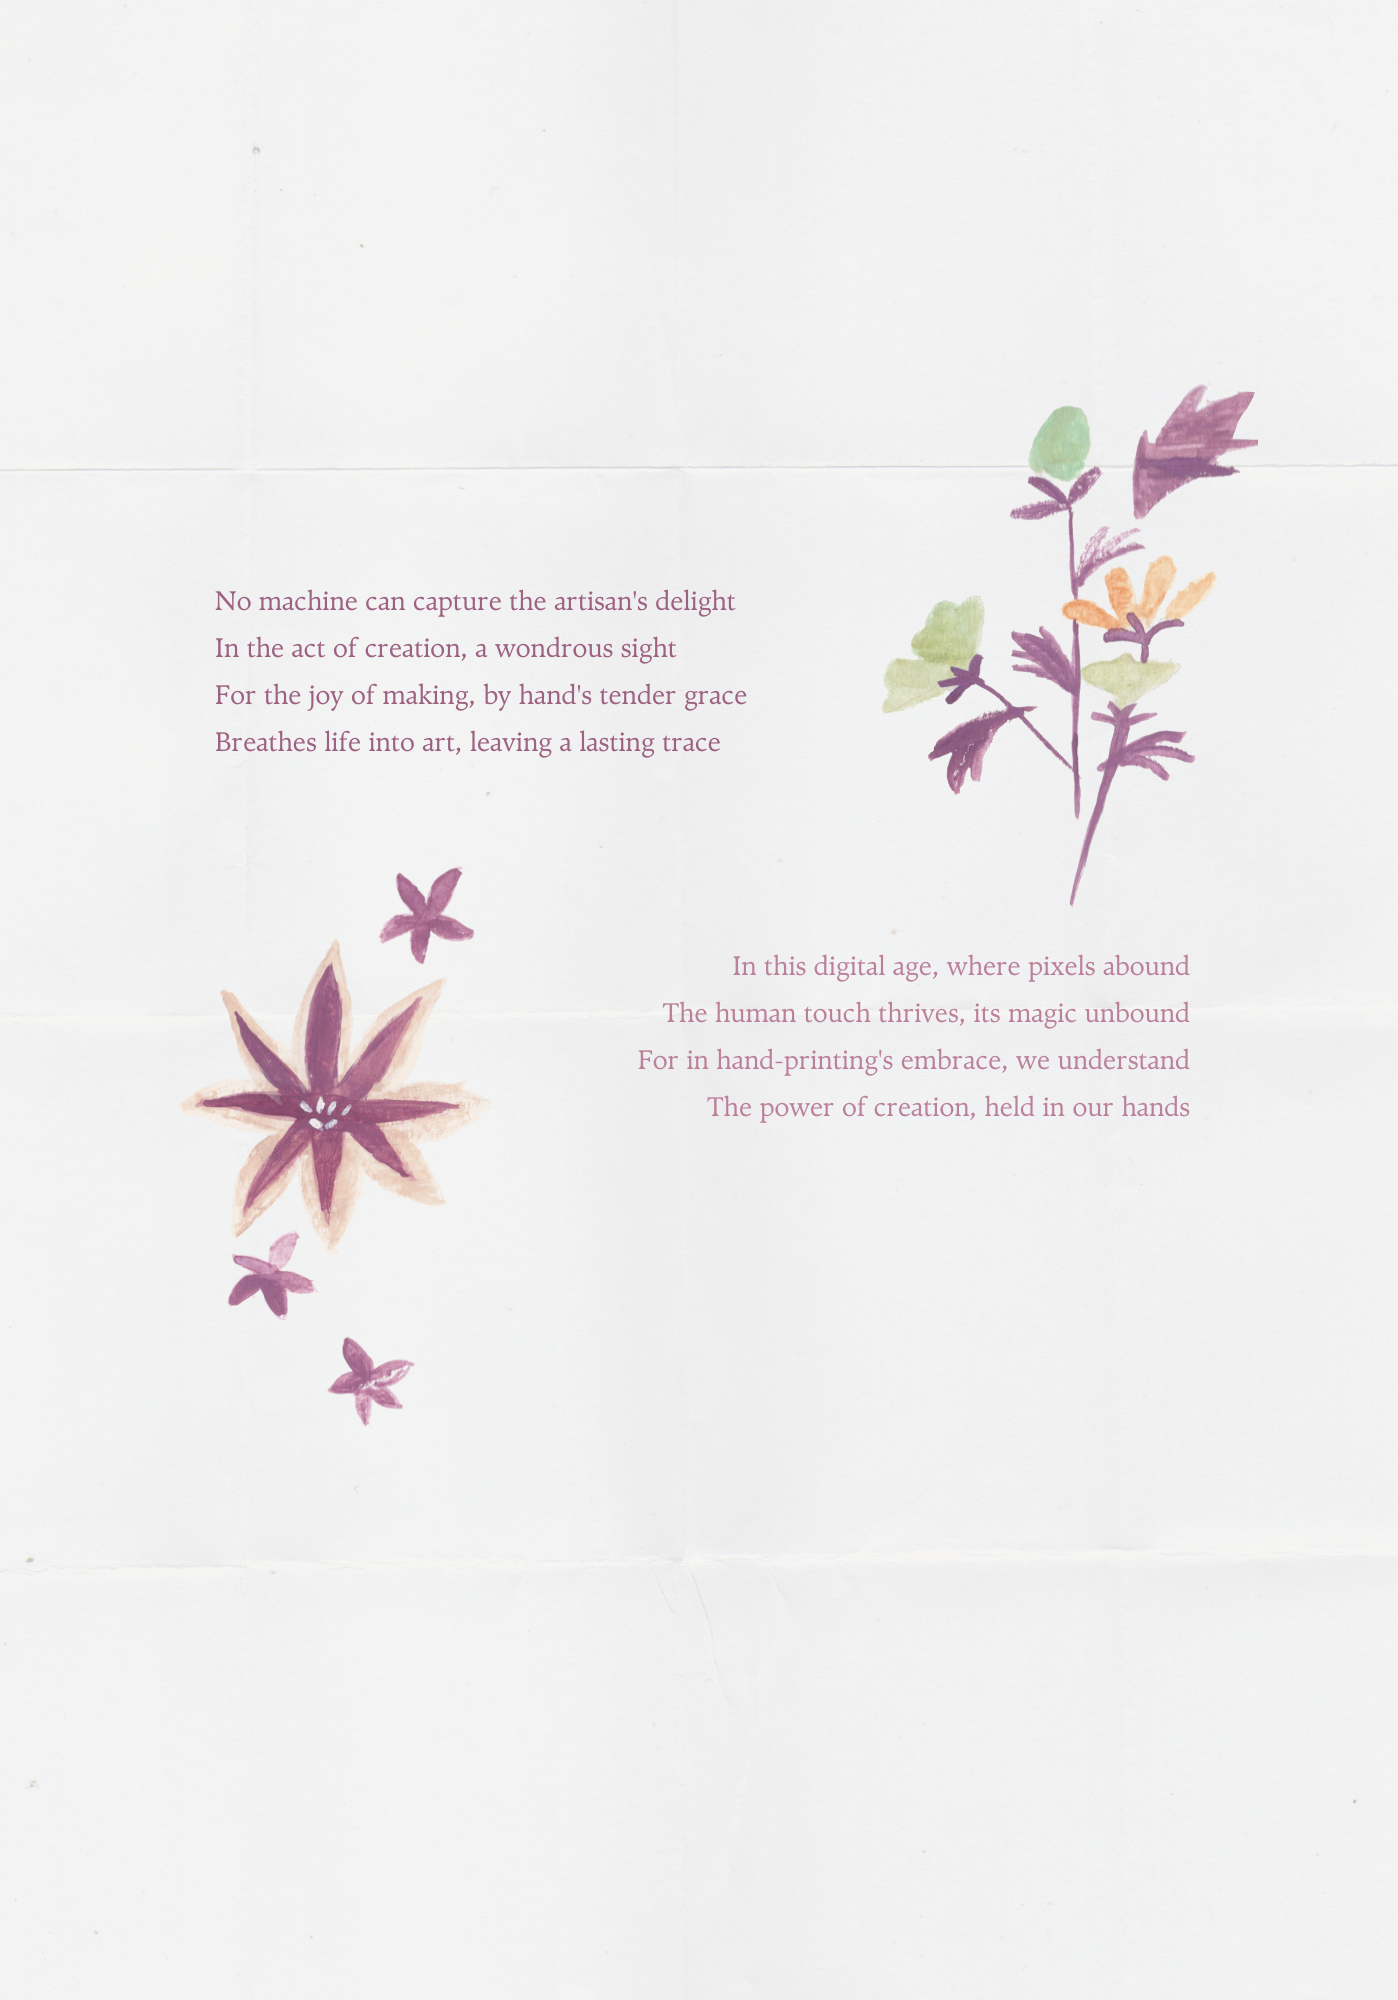 No machine can capture the artisan's delight
In the act of creation, a wondrous sight
For the joy of making, by hand's tender grace
Breathes life into art, leaving a lasting trace
In this digital age, where pixels abound
The human touch thrives, its magic unbound
For in hand-printing's embrace, we understand
The power of creation, held in our hands